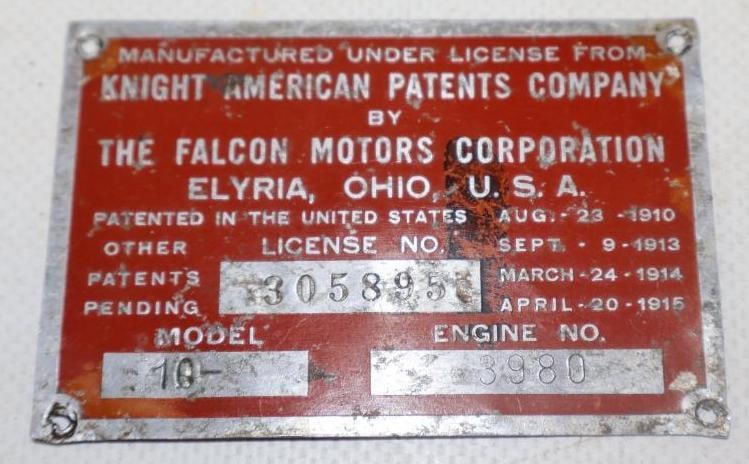 MANUFACTURED UNDER LICENSE FROM
KNIGHT AMERICAN PATENTS COMPANY
BY
THE FALCON MOTORS CORPORATION
ELYRIA, OHIO, U. S. A.
PATENTED IN THE UNITED STATES AUG. - 23 - 1910
OTHER LICENSE NO. SEPT. - 9 - 1913
PATENTS 305895 MARCH - 24 - 1914
PENDING APRIL - 20 - 1915
MODEL ENGINE NO.
10- 3980
5